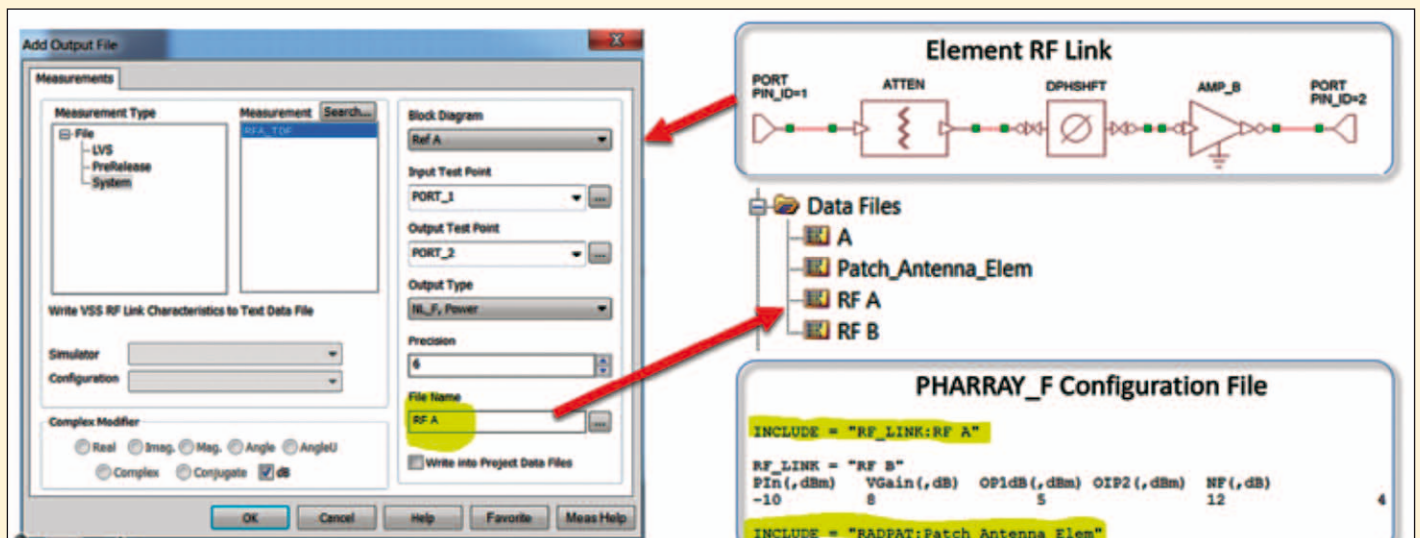 Add Output File
Measurements
Measurement Type
File
LVS
PreRelease
System
Measurement
Search...
RFA_TDF
Write VSS RF Link Characteristics to Text Data File
Simulator
Configuration
Complex Modifier
Real Imag. Mag. Angle AngleU
Complex Conjugate dB
Block Diagram
Ref A
Input Test Point
PORT_1
...
Output Test Point
PORT_2
...
Output Type
NL_F, Power
Precision
6
File Name
RF A
...
Write into Project Data Files
OK Cancel Help Favorite Meas Help
Element RF Link
PORT
PIN_ID=1
ATTEN
DPHSHFT
AMP_B
PORT
PIN_ID=2
Data Files
A
Patch_Antenna_Elem
RF A
RF B
PHARRAY_F Configuration File
INCLUDE = "RF_LINK:RF A"
RF_LINK = "RF B"
PIn(,dBm) VGain(,dB) OP1dB(,dBm) OIP2(,dBm) NF(,dB)
-10 8 5 12 4
INCLUDE = "RADPAT:Patch Antenna Elem"